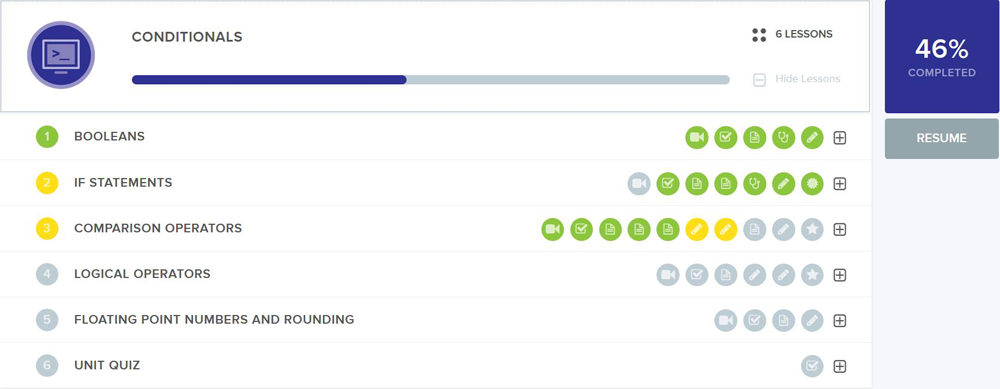 CONDITIONALS
6 LESSONS
Hide Lessons
46%
COMPLETED
RESUME
1 BOOLEANS
2 IF STATEMENTS
3 COMPARISON OPERATORS
4 LOGICAL OPERATORS
5 FLOATING POINT NUMBERS AND ROUNDING
6 UNIT QUIZ